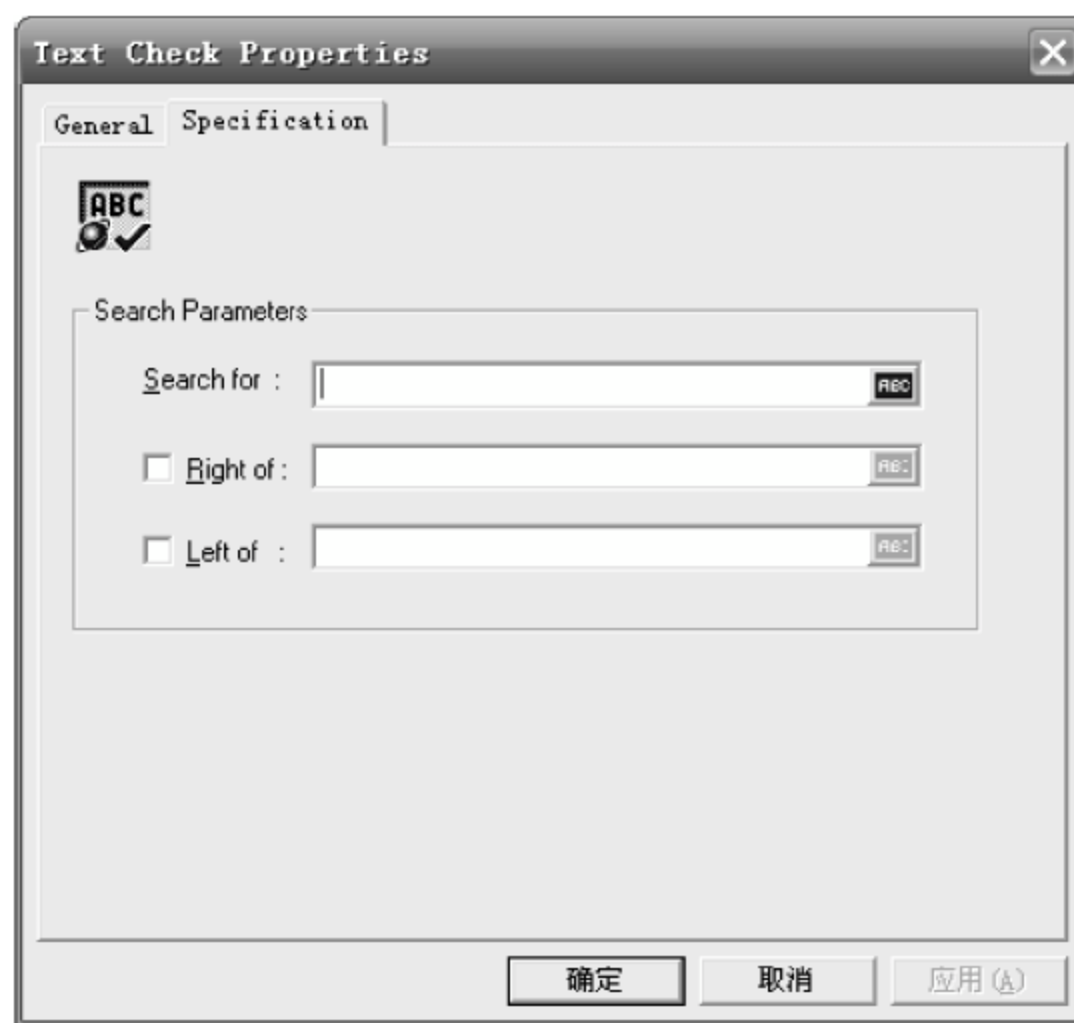 Text Check Properties
General Specification
ABC
Search Parameters
Search for : ABC
Right of :
Left of :
确定 取消 应用(A)